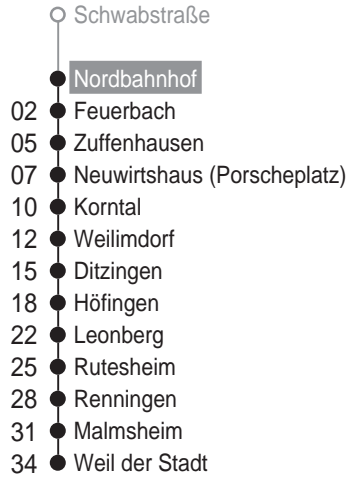 Schwabstraße
Nordbahnhof
02 Feuerbach
05 Zuffenhausen
07 Neuwirtshaus (Porscheplatz)
10 Korntal
12 Weilimdorf
15 Ditzingen
18 Höfingen
22 Leonberg
25 Rutesheim
28 Renningen
31 Malmsheim
34 Weil der Stadt